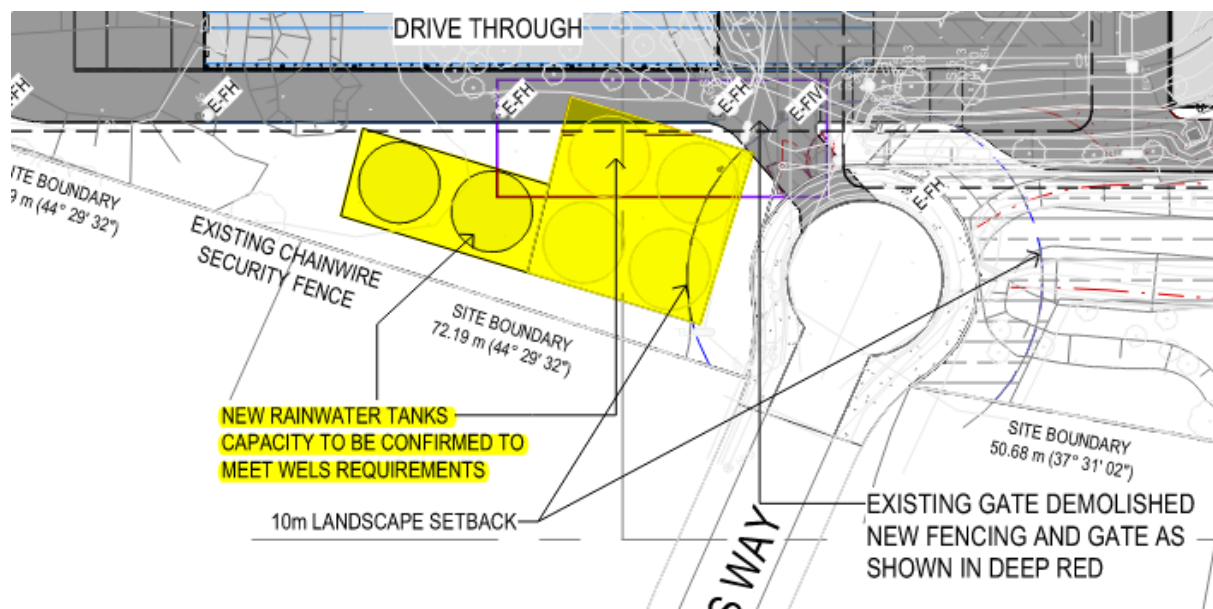 DRIVE THROUGH
E-FH
E-FH
E-FH
E-FIV
E-FH
SITE BOUNDARY
9 m (44° 29' 32")
EXISTING CHAINWIRE
SECURITY FENCE
SITE BOUNDARY
72.19 m (44° 29' 32")
NEW RAINWATER TANKS
CAPACITY TO BE CONFIRMED TO
MEET WELS REQUIREMENTS
10m LANDSCAPE SETBACK
S WAY
SITE BOUNDARY
50.68 m (37° 31' 02")
EXISTING GATE DEMOLISHED
NEW FENCING AND GATE AS
SHOWN IN DEEP RED